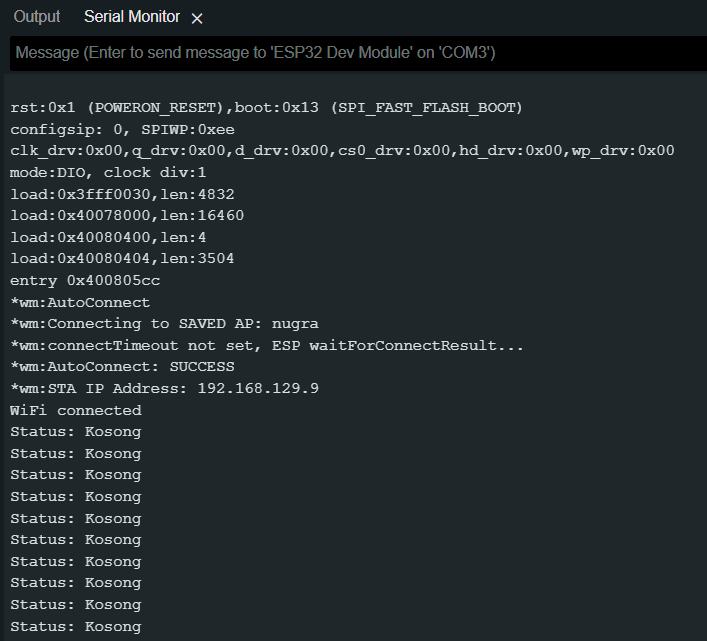 Output Serial Monitor ×
Message (Enter to send message to 'ESP32 Dev Module' on 'COM3')
rst:0x1 (POWERON_RESET),boot:0x13 (SPI_FAST_FLASH_BOOT)
configsip: 0, SPIWP:0xee
clk_drv:0x00,q_drv:0x00,d_drv:0x00,cs0_drv:0x00,hd_drv:0x00,wp_drv:0x00
mode:DIO, clock div:1
load:0x3fff0030,len:4832
load:0x40078000,len:16460
load:0x40080400,len:4
load:0x40080404,len:3504
entry 0x400805cc
*wm:AutoConnect
*wm:Connecting to SAVED AP: nugra
*wm:connectTimeout not set, ESP waitForConnectResult...
*wm:AutoConnect: SUCCESS
*wm:STA IP Address: 192.168.129.9
WiFi connected
Status: Kosong
Status: Kosong
Status: Kosong
Status: Kosong
Status: Kosong
Status: Kosong
Status: Kosong
Status: Kosong
Status: Kosong
Status: Kosong